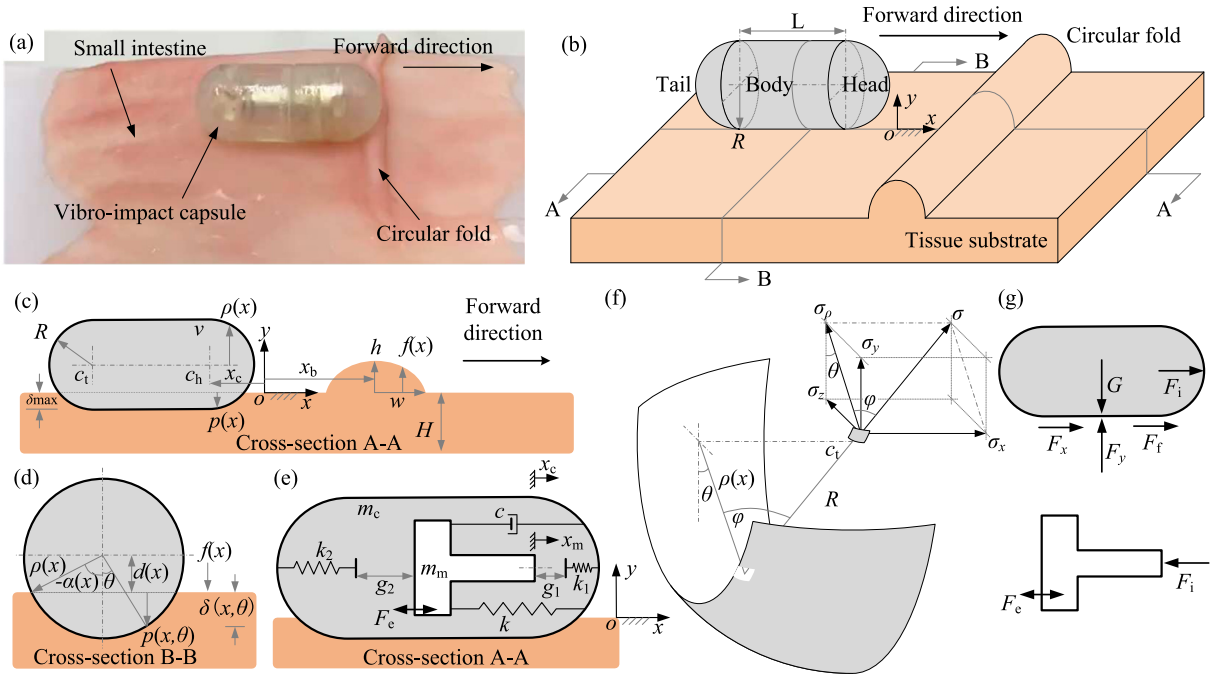 (a)
Small intestine
Forward direction
Vibro-impact capsule
Circular fold
(b)
L
Forward direction
Circular fold
B
Tail
Body
Head
y
x
o
R
A
A
Tissue substrate
B
(c)
ρ(x)
Forward
direction
R
v
y
h
f(x)
c_t
c_h
x_c
x_b
δmax
o
x
w
p(x)
H
Cross-section A-A
(d)
f(x)
ρ(x)
-α(x)
θ
d(x)
δ(x,θ)
p(x,θ)
Cross-section B-B
(e)
x_c
m_c
c
k_2
x_m
m_m
g_2
g_1
k_1
y
F_e
k
o
x
Cross-section A-A
(f)
σ_ρ
σ
σ_y
θ
σ_z
φ
σ_x
c_t
ρ(x)
θ
R
φ
(g)
G
F_i
F_x
F_y
F_f
F_i
F_e